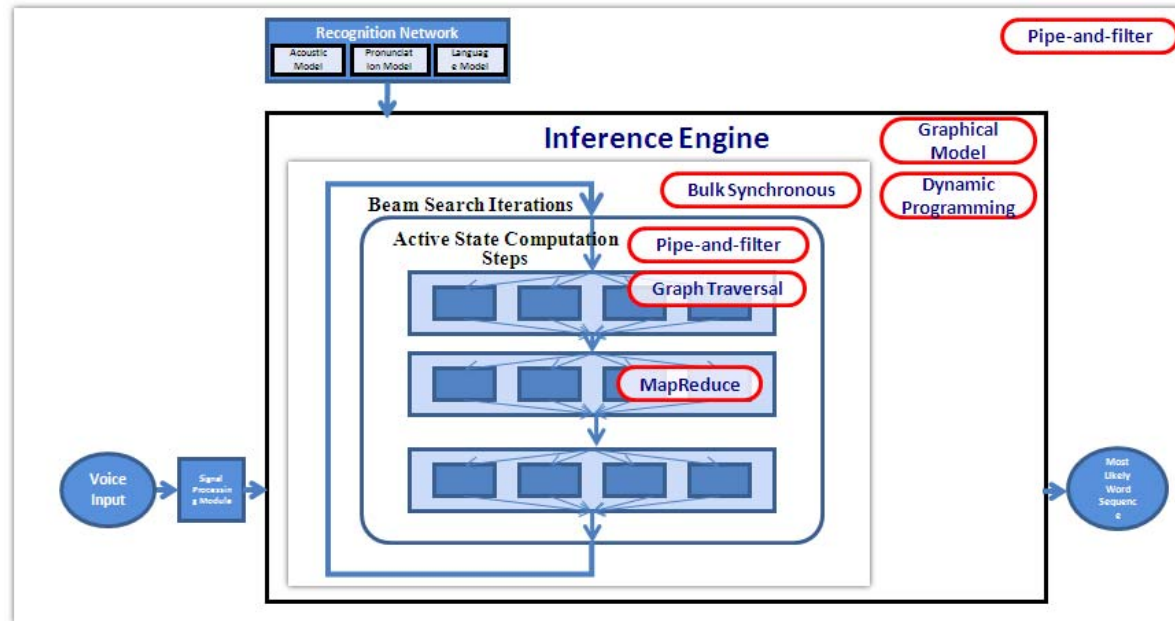 Recognition Network
Acoustic
Model
Pronunciat
ion Model
Languag
e Model
Pipe-and-filter
Inference Engine
Graphical
Model
Dynamic
Programming
Bulk Synchronous
Beam Search Iterations
Active State Computation
Steps
Pipe-and-filter
Graph Traversal
MapReduce
Voice
Input
Signal
Processin
g Module
Most
Likely
Word
Sequenc
e